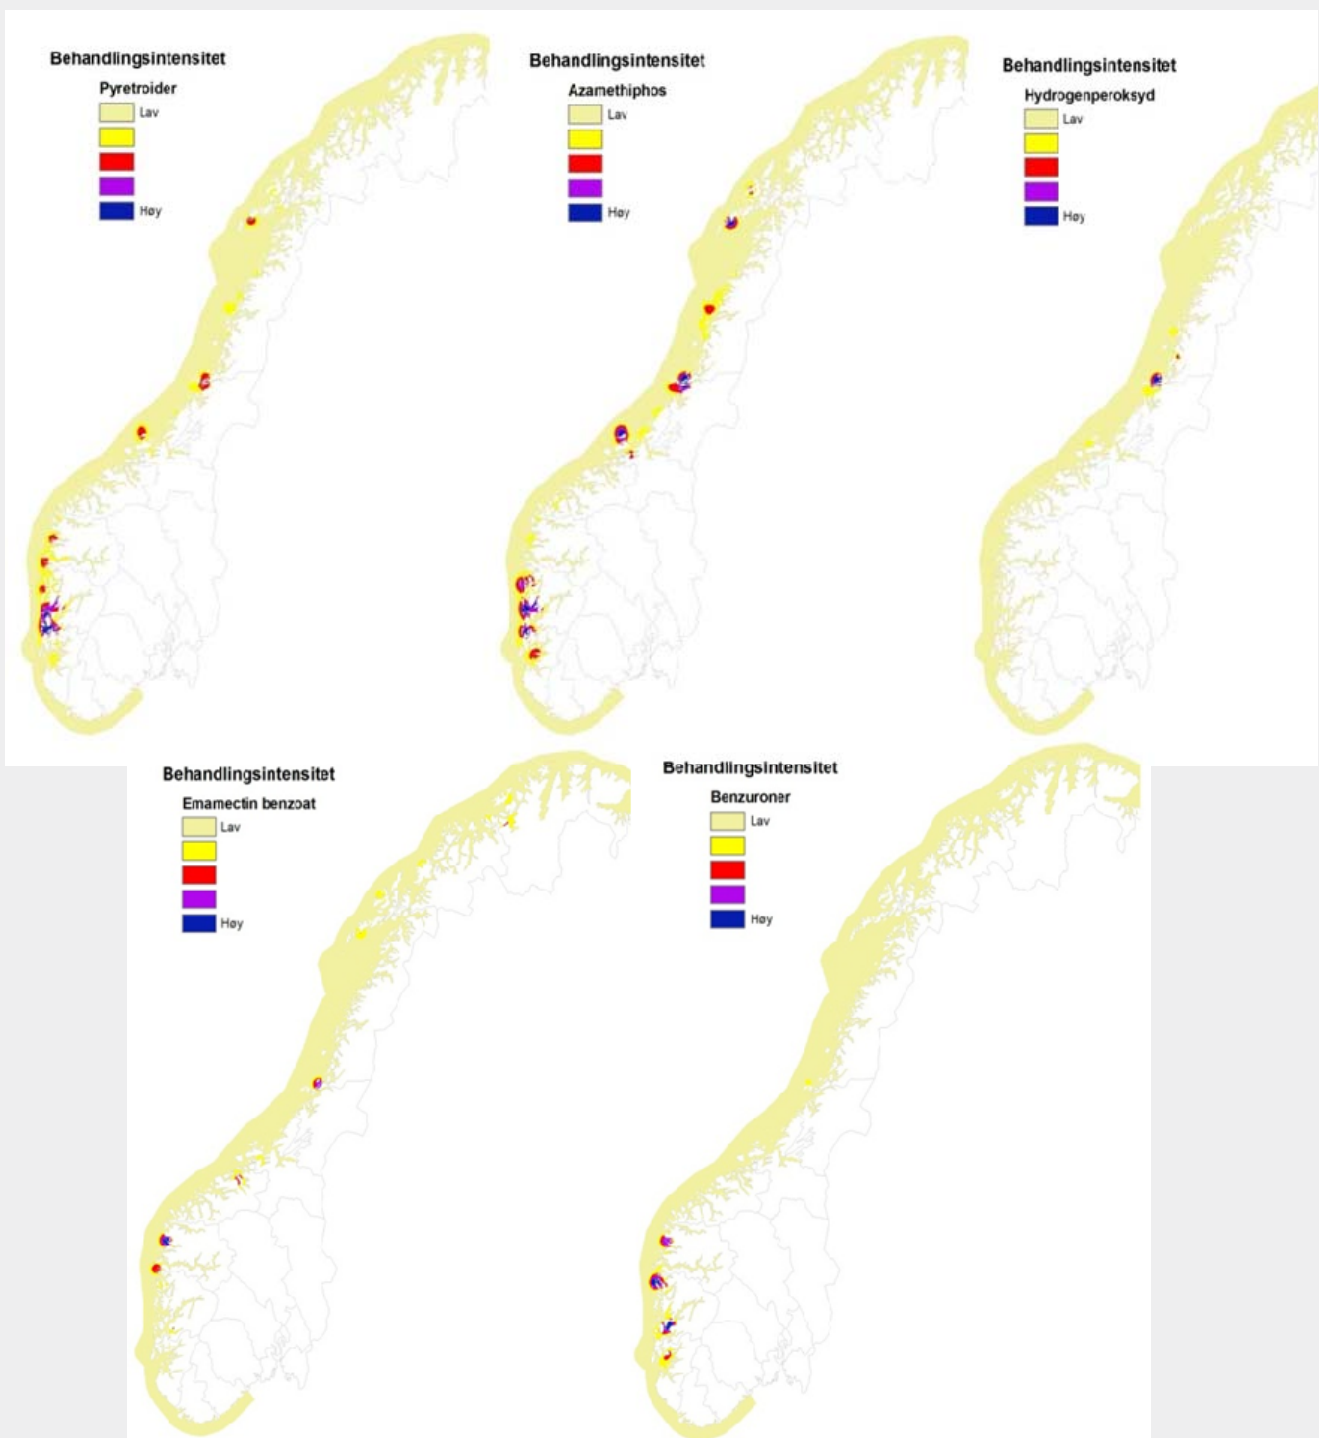 Behandlingsintensitet
Pyretroider
Lav
Høy
Behandlingsintensitet
Azamethiphos
Lav
Høy
Behandlingsintensitet
Hydrogenperoksyd
Lav
Høy
Behandlingsintensitet
Emamectin benzoat
Lav
Høy
Behandlingsintensitet
Benzuroner
Lav
Høy